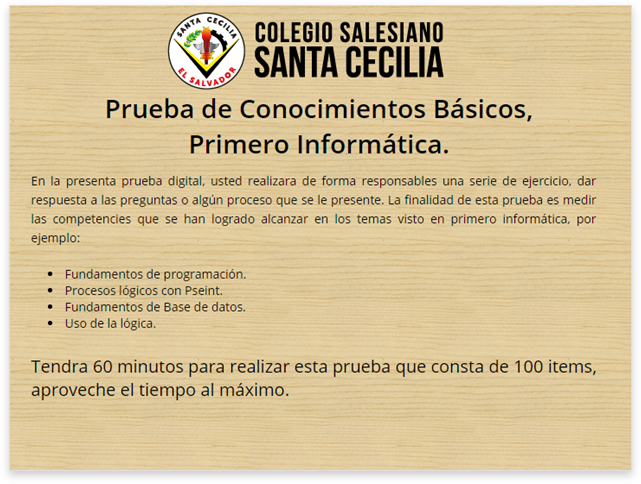 SANTA CECILIA
EL SALVADOR
COLEGIO SALESIANO
SANTA CECILIA
Prueba de Conocimientos Básicos,
Primero Informática.
En la presenta prueba digital, usted realizara de forma responsables una serie de ejercicio, dar
respuesta a las preguntas o algún proceso que se le presente. La finalidad de esta prueba es medir
las competencies que se han logrado alcanzar en los temas visto en primero informática, por
ejemplo:
• Fundamentos de programación.
• Procesos lógicos con Pseint.
• Fundamentos de Base de datos.
• Uso de la lógica.
Tendra 60 minutos para realizar esta prueba que consta de 100 items,
aproveche el tiempo al máximo.